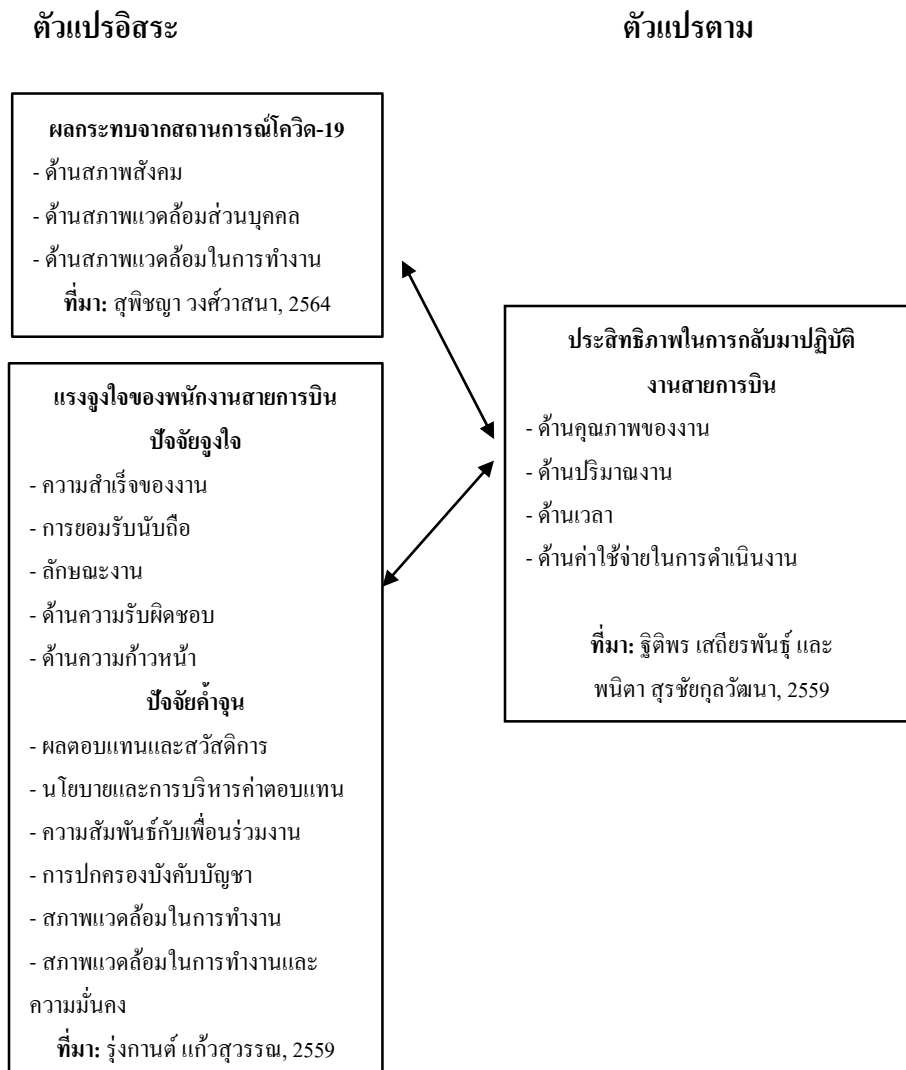 ตัวแปรอิสระ
ตัวแปรตาม
ผลกระทบจากสถานการณ์โควิด-19
- ด้านสภาพสังคม
- ด้านสภาพแวดล้อมส่วนบุคคล
- ด้านสภาพแวดล้อมในการทำงาน
ที่มา: สุพิชญา วงศ์วาสนา, 2564
แรงจูงใจของพนักงานสายการบิน
ปัจจัยจูงใจ
- ความสำเร็จของงาน
- การยอมรับนับถือ
- ลักษณะงาน
- ด้านความรับผิดชอบ
- ด้านความก้าวหน้า
ปัจจัยค้ำจุน
- ผลตอบแทนและสวัสดิการ
- นโยบายและการบริหารค่าตอบแทน
- ความสัมพันธ์กับเพื่อนร่วมงาน
- การปกครองบังคับบัญชา
- สภาพแวดล้อมในการทำงาน
- สภาพแวดล้อมในการทำงานและ
ความมั่นคง
ที่มา: รุ่งกานต์ แก้วสุวรรณ, 2559
ประสิทธิภาพในการกลับมาปฏิบัติ
งานสายการบิน
- ด้านคุณภาพของงาน
- ด้านปริมาณงาน
- ด้านเวลา
- ด้านค่าใช้จ่ายในการดำเนินงาน
ที่มา: ฐิติพร เสถียรพันธุ์ และ
พนิตา สุรชัยกุลวัฒนา, 2559